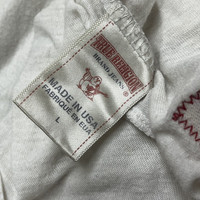 TRUE RELIGION
BRAND JEANS
MADE IN USA
FABRIQUE EN EUA
L